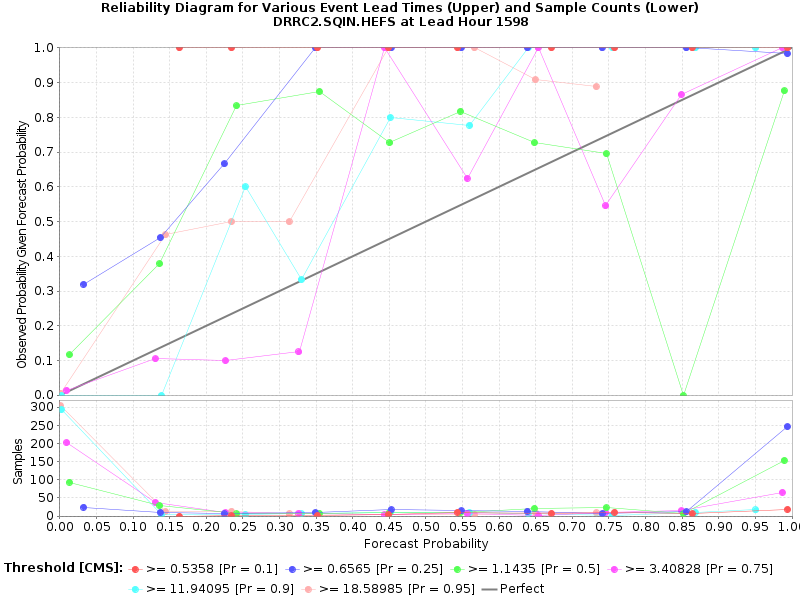 Reliability Diagram for Various Event Lead Times (Upper) and Sample Counts (Lower)
DRRC2.SQIN.HEFS at Lead Hour 1598
Observed Probability Given Forecast Probability
1.0
0.9
0.8
0.7
0.6
0.5
0.4
0.3
0.2
0.1
0.0
Samples
300
250
200
150
100
50
0
0.00 0.05 0.10 0.15 0.20 0.25 0.30 0.35 0.40 0.45 0.50 0.55 0.60 0.65 0.70 0.75 0.80 0.85 0.90 0.95 1.0
Forecast Probability
Threshold [CMS]: >= 0.5358 [Pr = 0.1] >= 0.6565 [Pr = 0.25] >= 1.1435 [Pr = 0.5] >= 3.40828 [Pr = 0.75]
>= 11.94095 [Pr = 0.9] >= 18.58985 [Pr = 0.95] Perfect